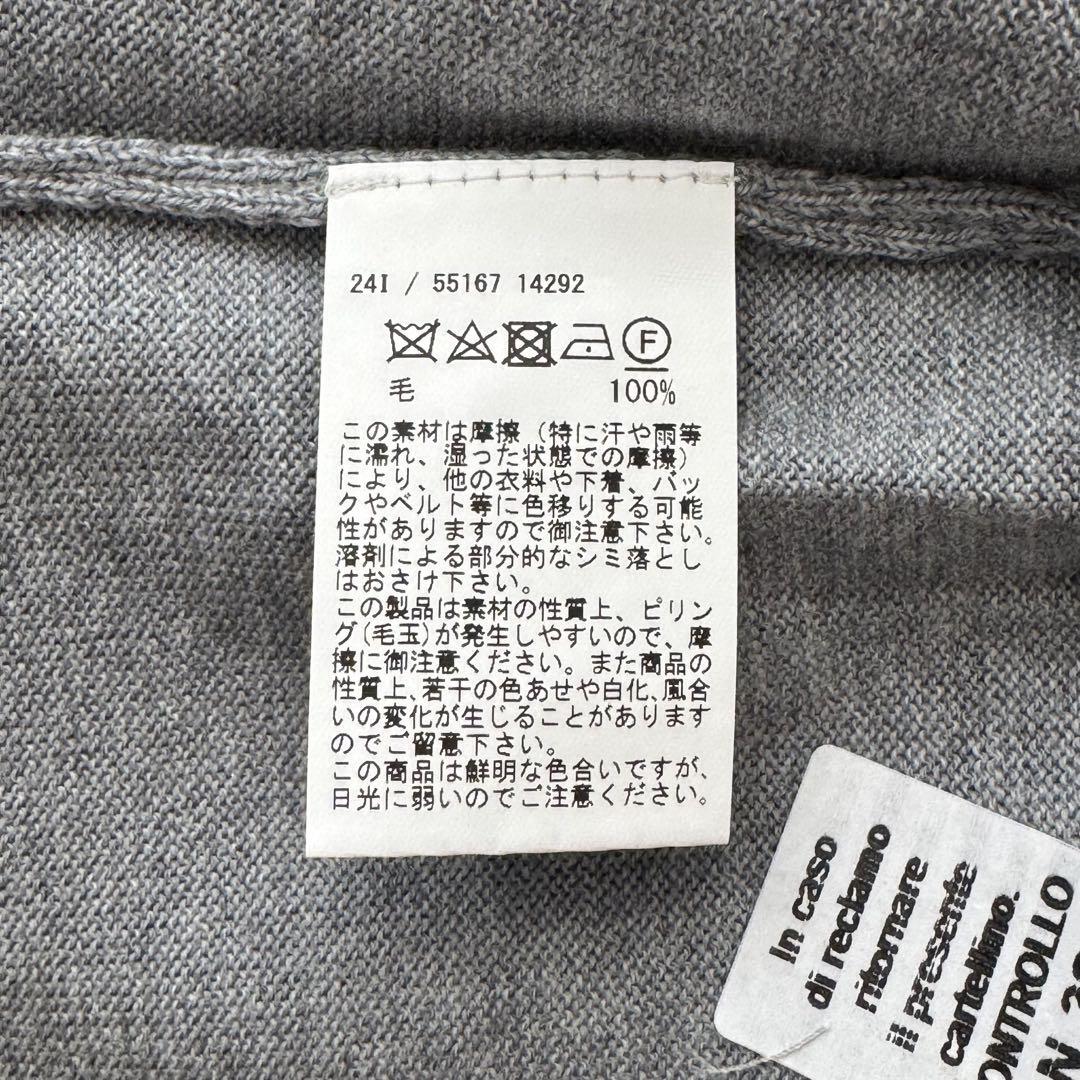 24I / 55167 14292
F
毛 100%
この素材は摩擦（特に汗や雨等
に濡れ、湿った状態での摩擦）
により、他の衣料や下着、バッ
クやベルト等に色移りする可能
性がありますので御注意下さい。
溶剤による部分的なシミ落とし
はおさけ下さい。
この製品は素材の性質上、ピリン
グ(毛玉)が発生しやすいので、摩
擦に御注意ください。また商品の
性質上、若干の色あせや白化、風合
いの変化が生じることがあります
のでご留意下さい。
この商品は鮮明な色合いですが、
日光に弱いのでご注意ください。
In caso
di reclamo
ritornare
il presente
cartellino.
ONTROLLO
N